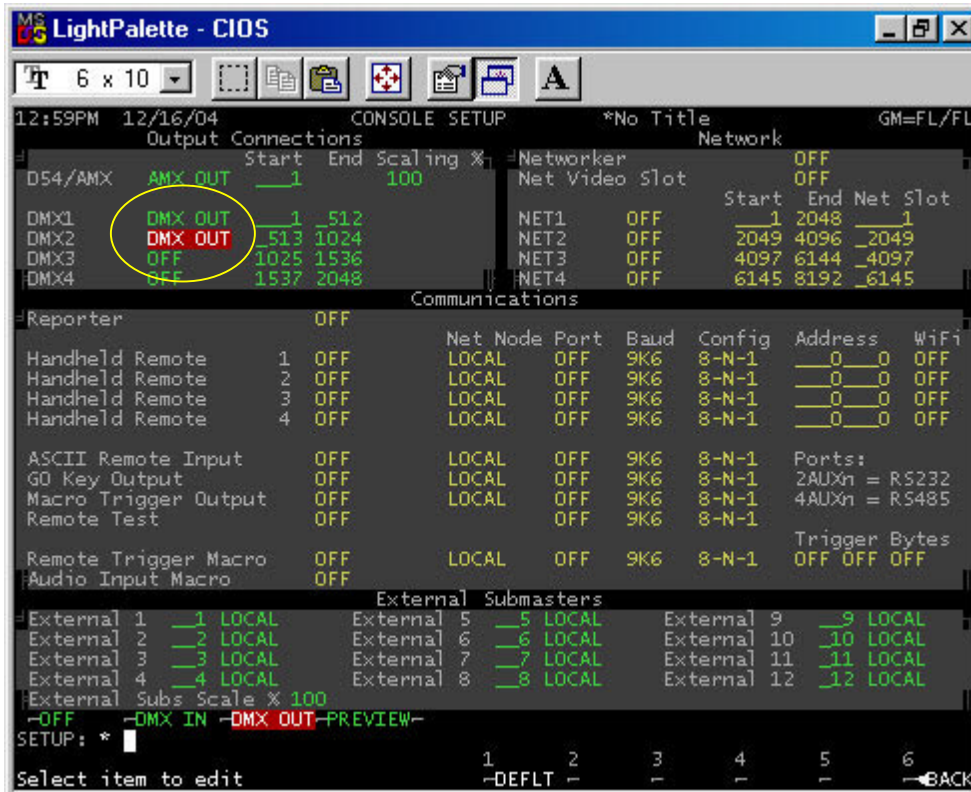 LightPalette - CIOS
6 x 10
12:59PM 12/16/04 CONSOLE SETUP *No Title GM=FL/FL
Output Connections Network
Start End Scaling % Networker OFF
D54/AMX AMX OUT ___1 100 Net Video Slot OFF
Start End Net Slot
DMX1 DMX OUT ___1 _512 NET1 OFF ___1 2048 ____1
DMX2 DMX OUT _513 1024 NET2 OFF 2049 4096 _2049
DMX3 OFF 1025 1536 NET3 OFF 4097 6144 _4097
DMX4 OFF 1537 2048 NET4 OFF 6145 8192 _6145
Communications
Reporter OFF
Net Node Port Baud Config Address WiFi
Handheld Remote 1 OFF LOCAL OFF 9K6 8-N-1 ___0___0 OFF
Handheld Remote 2 OFF LOCAL OFF 9K6 8-N-1 ___0___0 OFF
Handheld Remote 3 OFF LOCAL OFF 9K6 8-N-1 ___0___0 OFF
Handheld Remote 4 OFF LOCAL OFF 9K6 8-N-1 ___0___0 OFF
ASCII Remote Input OFF LOCAL OFF 9K6 8-N-1 Ports:
GO Key Output OFF LOCAL OFF 9K6 8-N-1 2AUXn = RS232
Macro Trigger Output OFF LOCAL OFF 9K6 8-N-1 4AUXn = RS485
Remote Test OFF OFF 9K6 8-N-1
Trigger Bytes
Remote Trigger Macro OFF LOCAL OFF 9K6 8-N-1 OFF OFF OFF
Audio Input Macro OFF
External Submasters
External 1 __1 LOCAL External 5 __5 LOCAL External 9 __9 LOCAL
External 2 __2 LOCAL External 6 __6 LOCAL External 10 _10 LOCAL
External 3 __3 LOCAL External 7 __7 LOCAL External 11 _11 LOCAL
External 4 __4 LOCAL External 8 __8 LOCAL External 12 _12 LOCAL
External Subs Scale % 100
OFF DMX IN DMX OUT PREVIEW
SETUP: *
1 2 3 4 5 6
Select item to edit DEFLT BACK